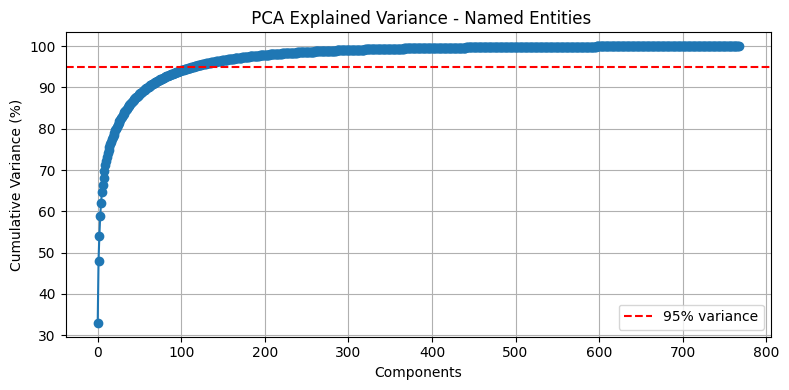 PCA Explained Variance - Named Entities
Cumulative Variance (%)
100
90
80
70
60
50
40
30
0 100 200 300 400 500 600 700 800
Components
95% variance